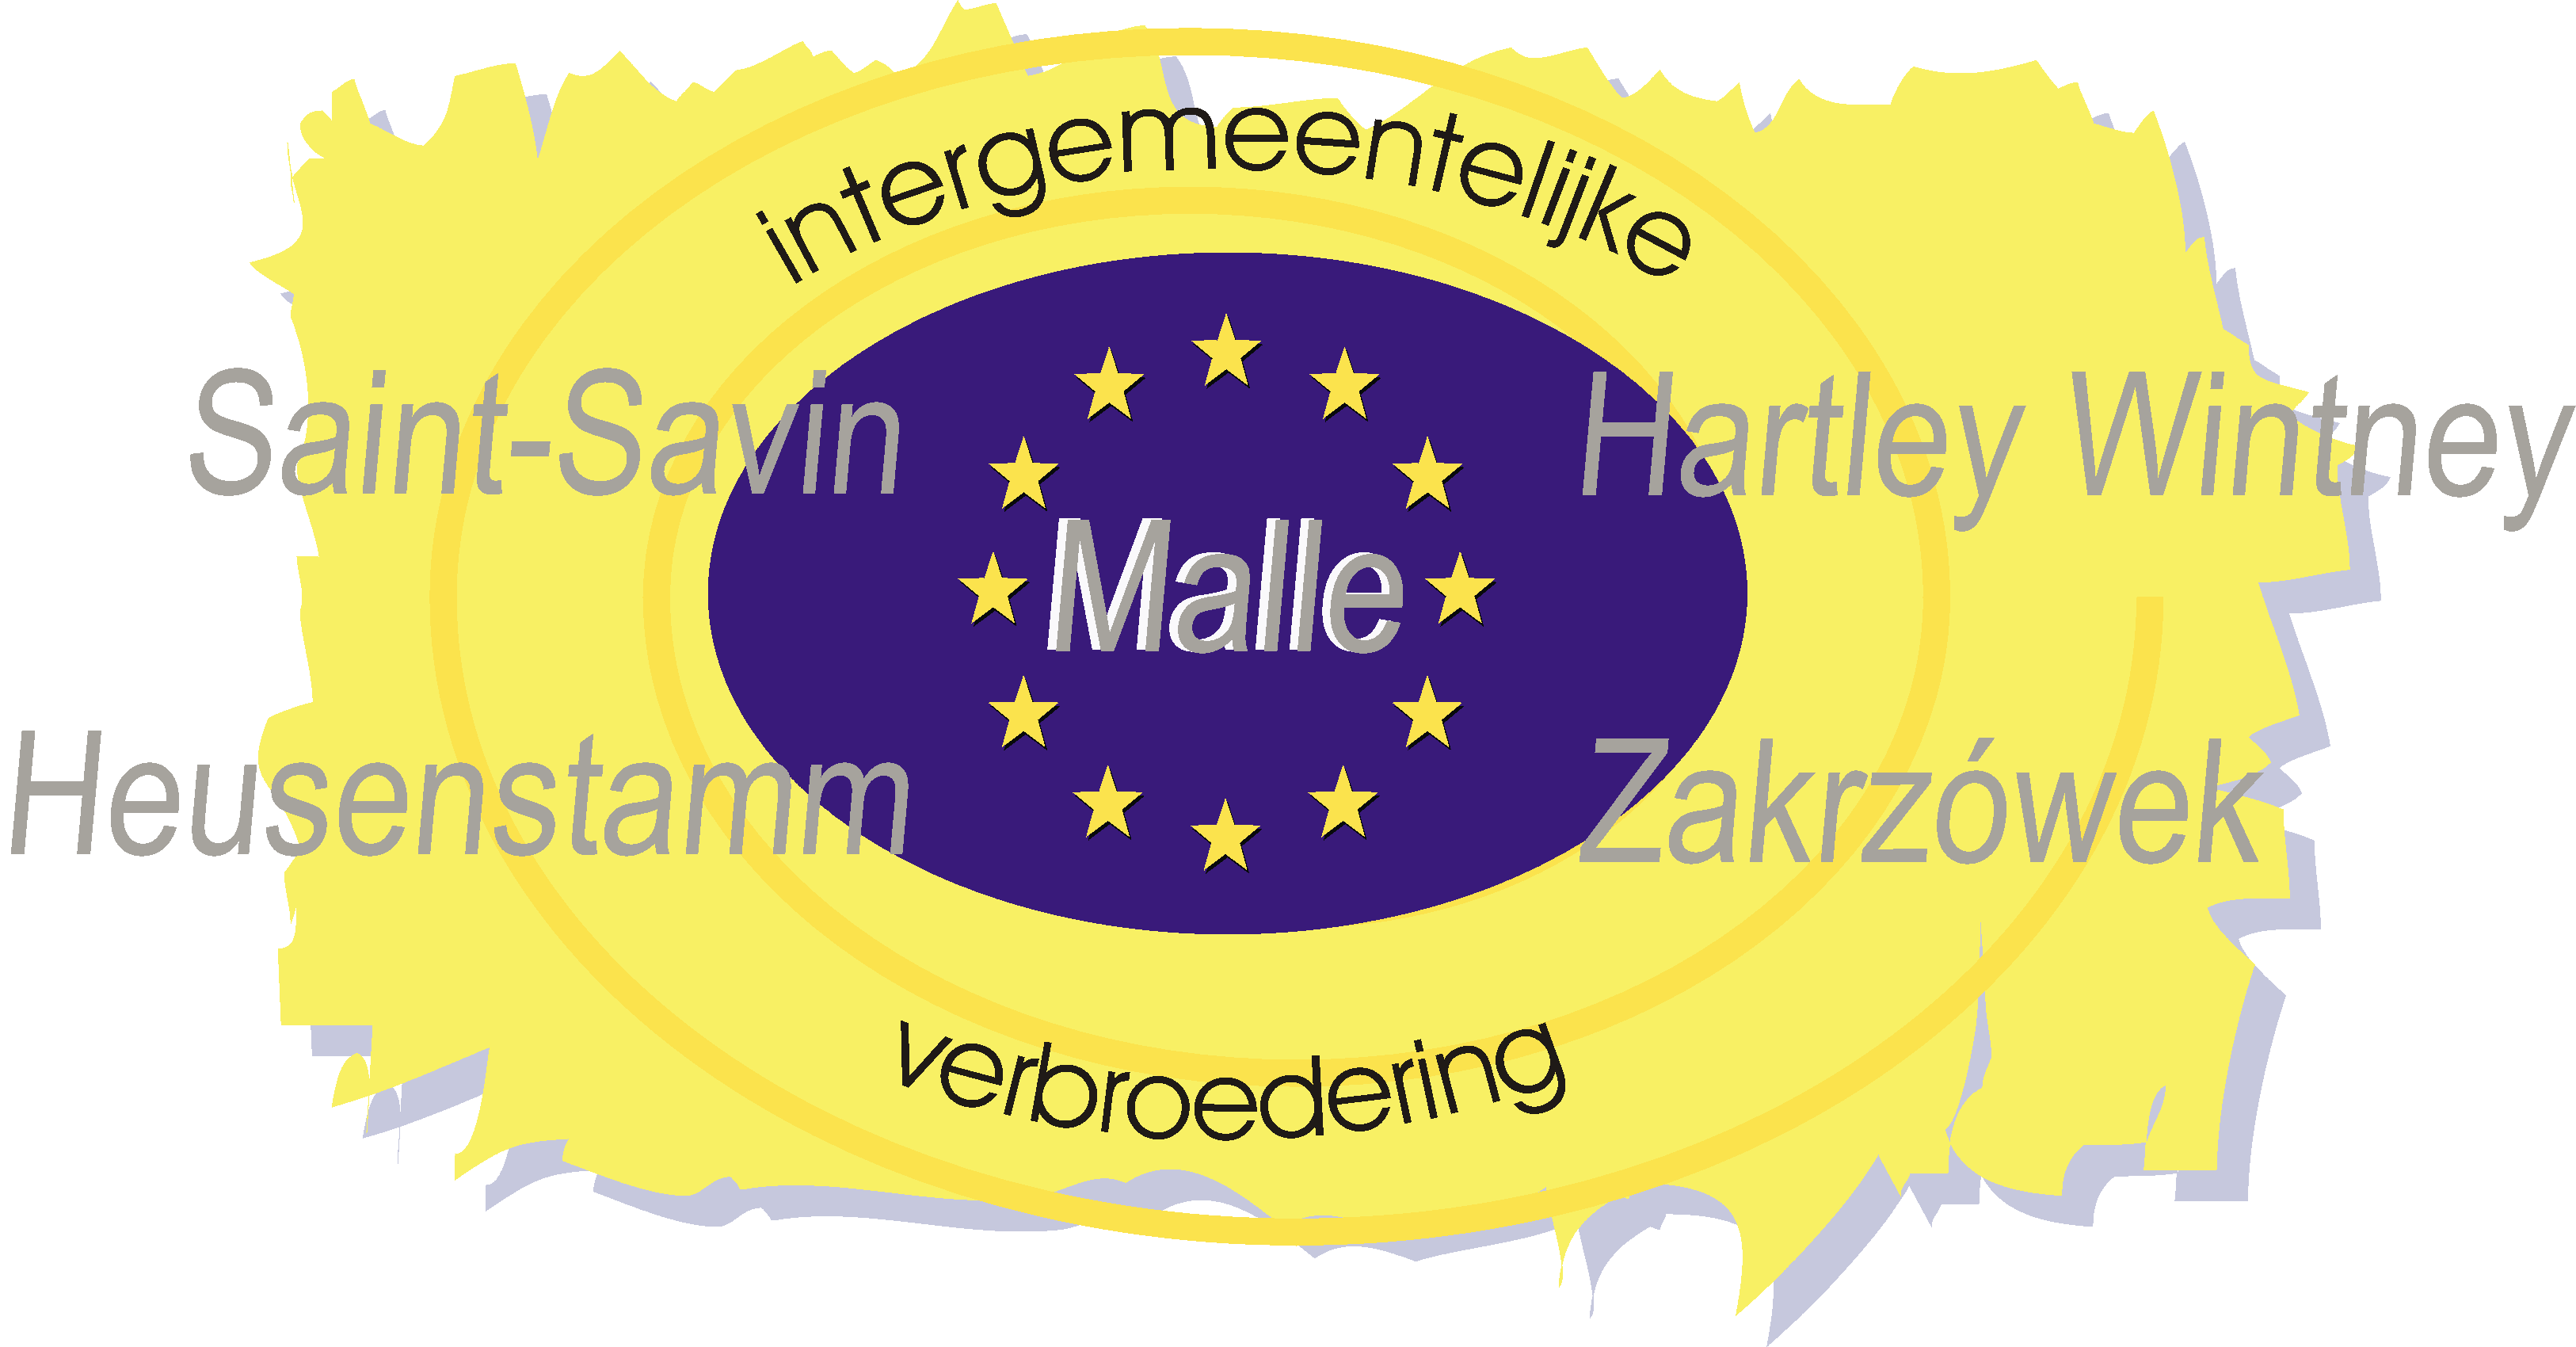 intergemeentelijke
Saint-Savin
Hartley Wintney
Malle
Heusenstamm
Zakrzówek
verbroedering